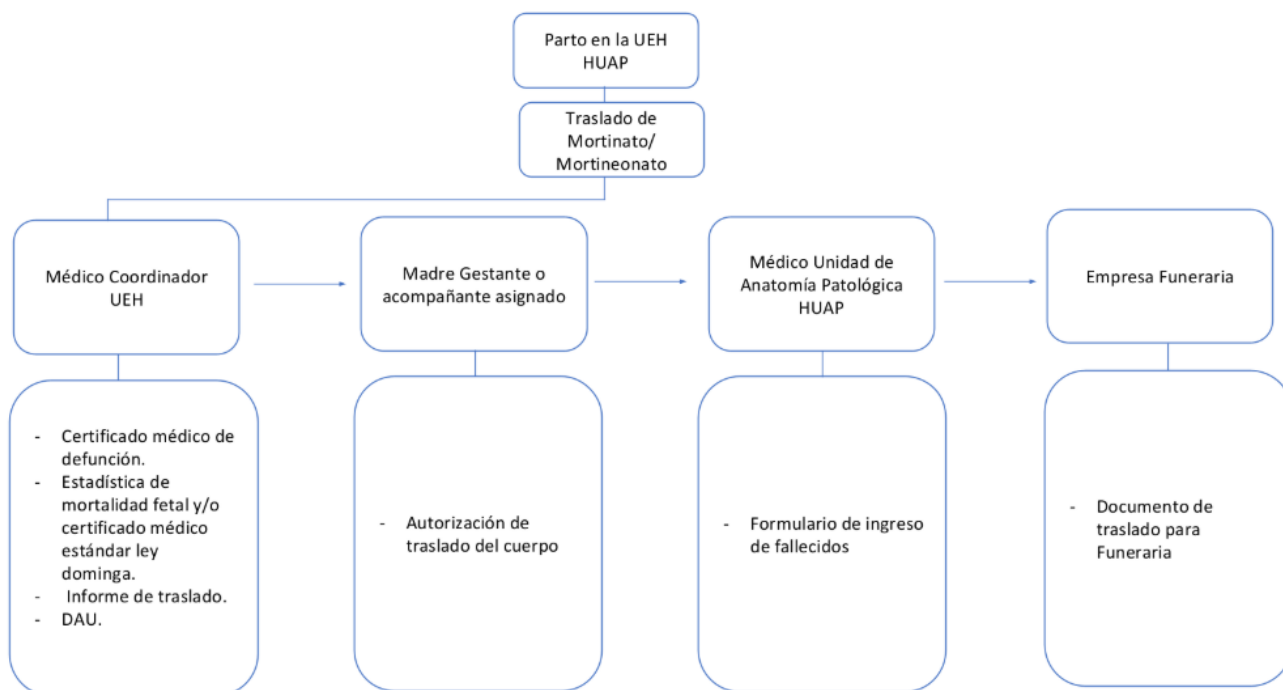 Parto en la UEH
HUAP
Traslado de
Mortinato/
Mortineonato
Médico Coordinador
UEH
Madre Gestante o
acompañante asignado
Médico Unidad de
Anatomía Patológica
HUAP
Empresa Funeraria
- Certificado médico de
defunción.
- Estadística de
mortalidad fetal y/o
certificado médico
estándar ley
dominga.
- Informe de traslado.
- DAU.
- Autorización de
traslado del cuerpo
- Formulario de ingreso
de fallecidos
- Documento de
traslado para
Funeraria